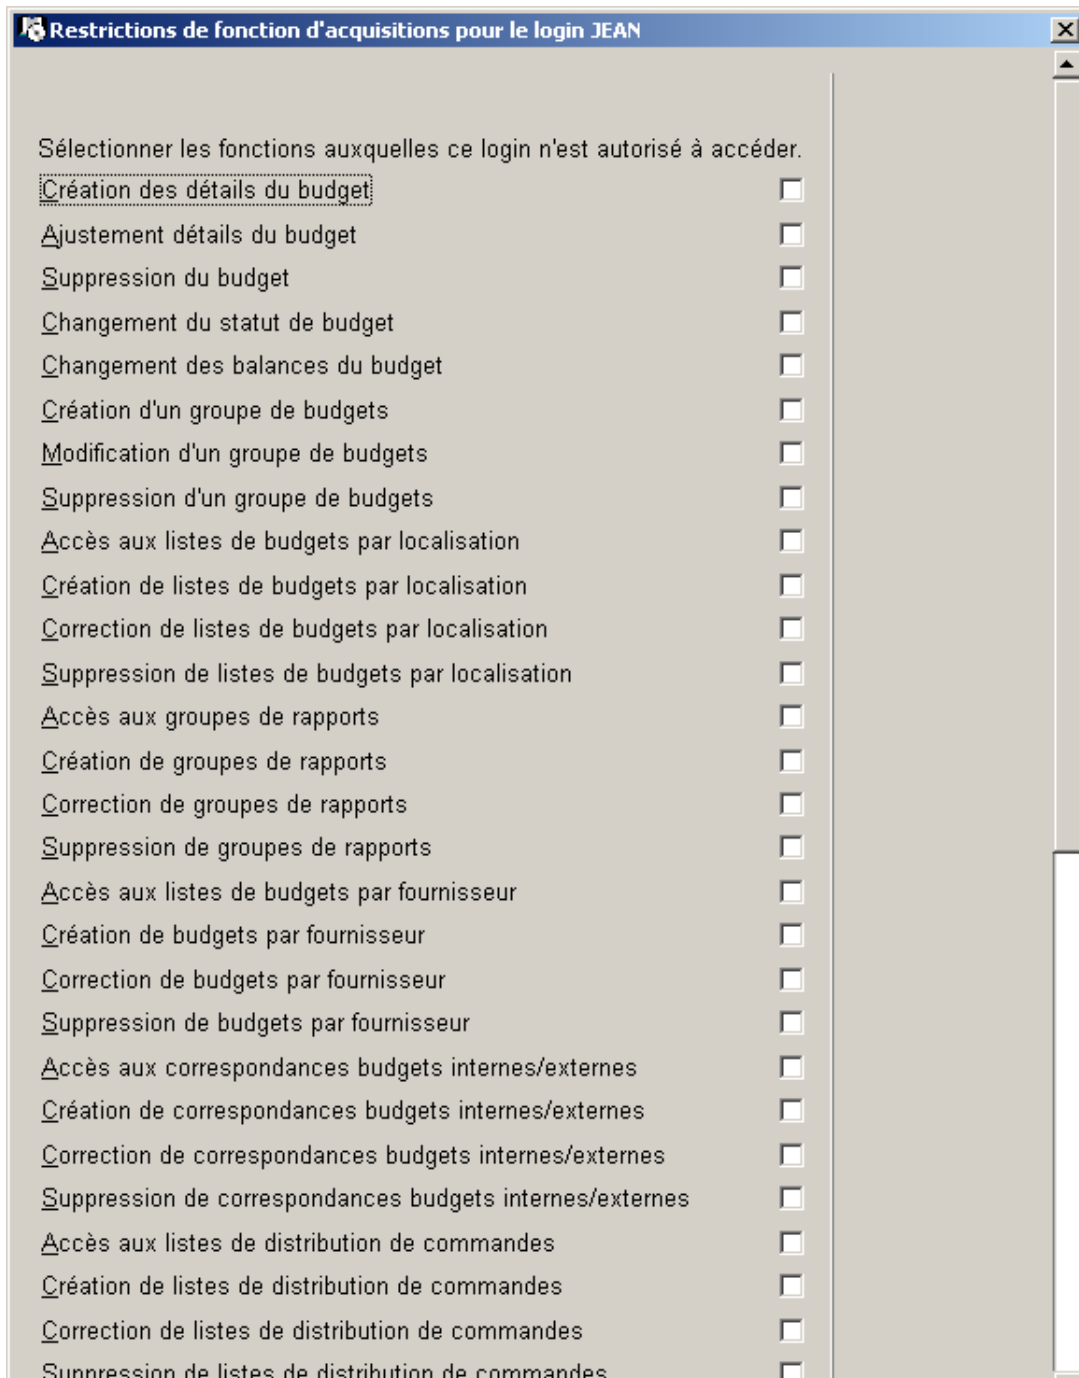 Restrictions de fonction d'acquisitions pour le login JEAN
Sélectionner les fonctions auxquelles ce login n'est autorisé à accéder.
Création des détails du budget
Ajustement détails du budget
Suppression du budget
Changement du statut de budget
Changement des balances du budget
Création d'un groupe de budgets
Modification d'un groupe de budgets
Suppression d'un groupe de budgets
Accès aux listes de budgets par localisation
Création de listes de budgets par localisation
Correction de listes de budgets par localisation
Suppression de listes de budgets par localisation
Accès aux groupes de rapports
Création de groupes de rapports
Correction de groupes de rapports
Suppression de groupes de rapports
Accès aux listes de budgets par fournisseur
Création de budgets par fournisseur
Correction de budgets par fournisseur
Suppression de budgets par fournisseur
Accès aux correspondances budgets internes/externes
Création de correspondances budgets internes/externes
Correction de correspondances budgets internes/externes
Suppression de correspondances budgets internes/externes
Accès aux listes de distribution de commandes
Création de listes de distribution de commandes
Correction de listes de distribution de commandes
Suppression de listes de distribution de commandes